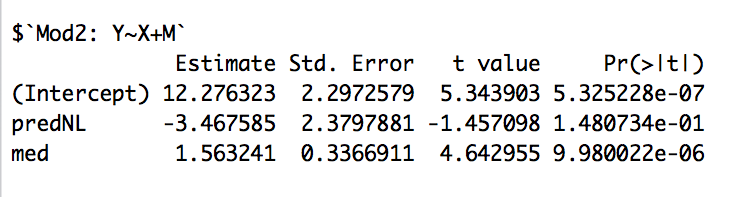 $`Mod2: Y~X+M`
Estimate Std. Error t value Pr(>|t|)
(Intercept) 12.276323 2.2972579 5.343903 5.325228e-07
predNL -3.467585 2.3797881 -1.457098 1.480734e-01
med 1.563241 0.3366911 4.642955 9.980022e-06